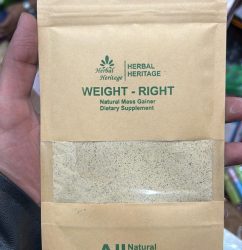 Herbal
Heritage
HERBAL
HERITAGE
WEIGHT - RIGHT
Natural Mass Gainer
Dietary Supplement
All Natural